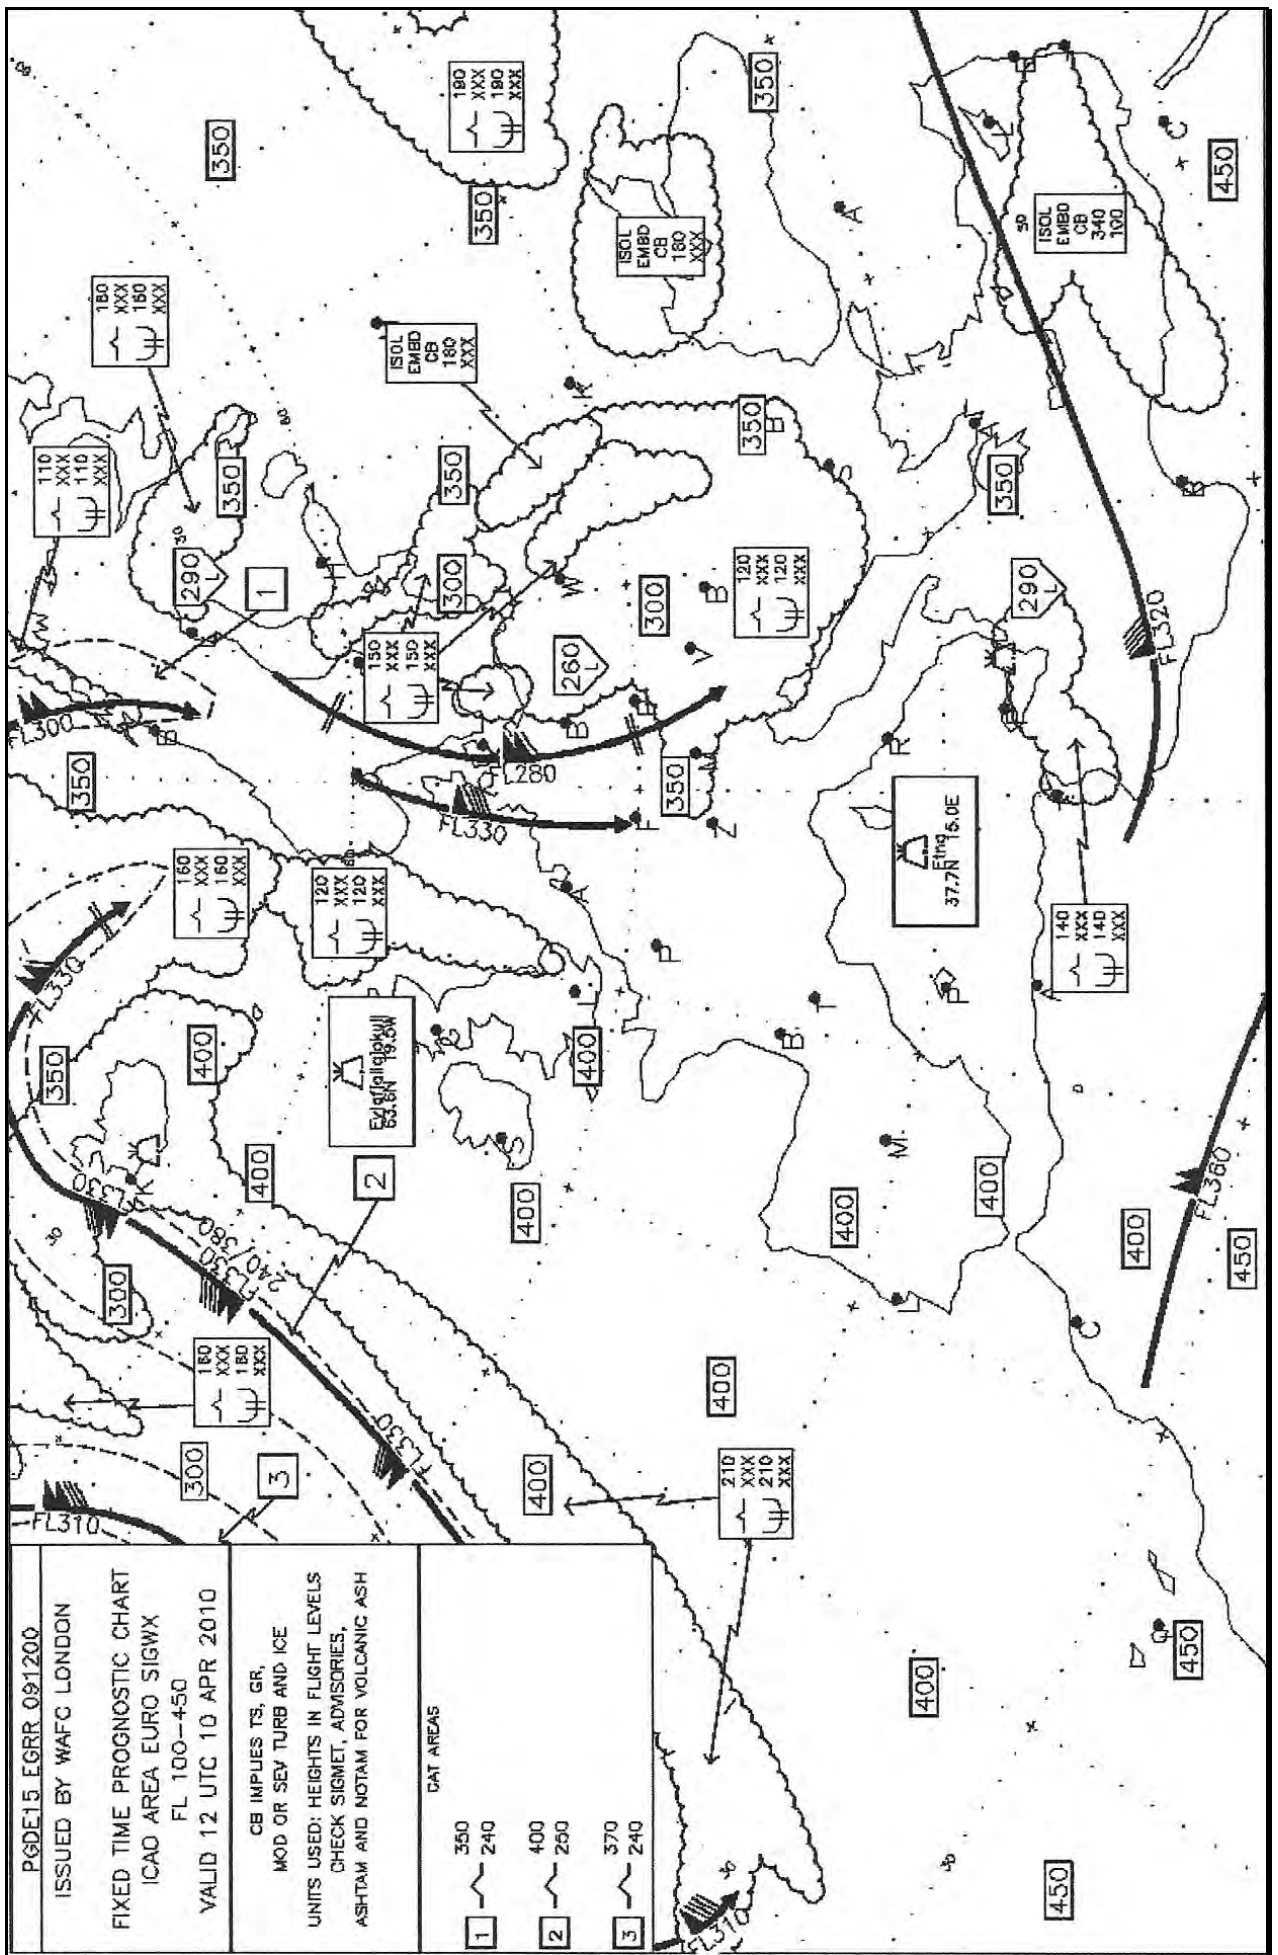 PGDE15 EGRR 091200
ISSUED BY WAFC LONDON
FIXED TIME PROGNOSTIC CHART
ICAO AREA EURO SIGWX
FL 100-450
VALID 12 UTC 10 APR 2010
CB IMPLIES TS, GR,
MOD OR SEV TURB AND ICE
UNITS USED: HEIGHTS IN FLIGHT LEVELS
CHECK SIGMET, ADVISORIES,
ASHTAM AND NOTAM FOR VOLCANIC ASH
CAT AREAS
1 350
240
2 400
250
3 370
240
FL310
3
300
160
XXX
160
XXX
300
FL330
FL330
240/380
FL330
2
400
350
400
FL330
Eyjafjallajokull
63.6N 19.0W
160
XXX
160
XXX
120
XXX
120
XXX
350
FL300
1
290
L
110
XXX
110
XXX
160
XXX
160
XXX
350
350
350
300
150
XXX
150
XXX
FL280
FL330
260
L
350
300
120
XXX
120
XXX
ISOL
EMBD
CB
180
XXX
190
XXX
190
XXX
350
350
ISOL
EMBD
CB
180
XXX
350
350
ISOL
EMBD
CB
340
100
450
290
L
FL320
Etna
37.7N 15.0E
140
XXX
140
XXX
400
400
400
400
400
400
400
450
FL360
210
XXX
210
XXX
400
450
450
FL310